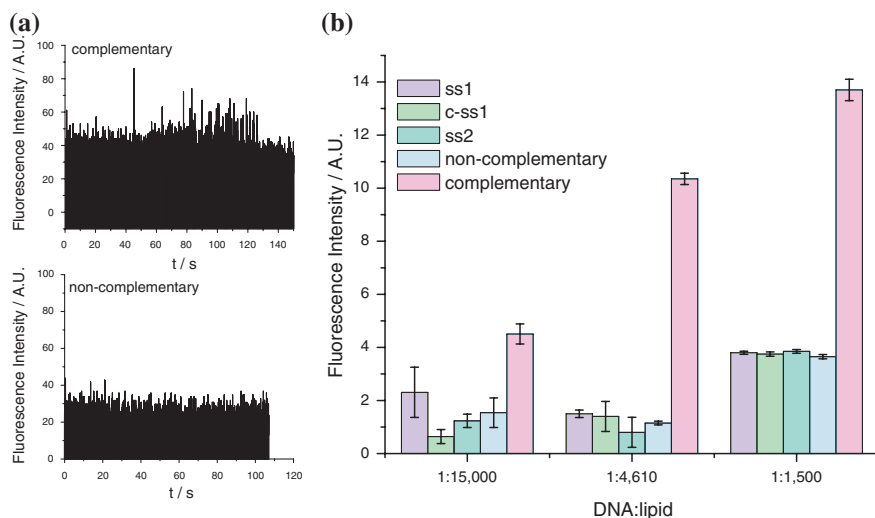 (a)
complementary
Fluorescence Intensity / A.U.
100
80
60
40
20
0
0 20 40 60 80 100 120 140
t / s
non-complementary
Fluorescence Intensity / A.U.
100
80
60
40
20
0
0 20 40 60 80 100 120
t / s
(b)
Fluorescence Intensity / A.U.
14
12
10
8
6
4
2
0
ss1
c-ss1
ss2
non-complementary
complementary
1:15,000 1:4,610 1:1,500
DNA:lipid